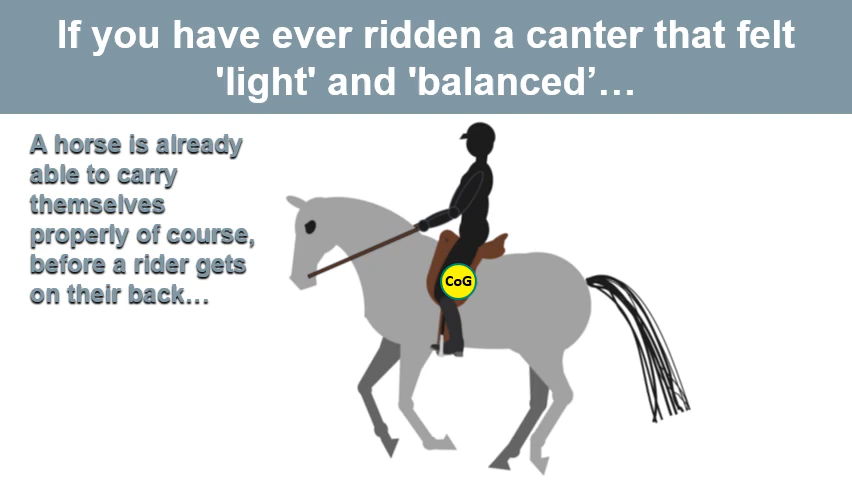 If you have ever ridden a canter that felt
'light' and 'balanced’…
A horse is already
able to carry
themselves
properly of course,
before a rider gets
on their back…
CoG